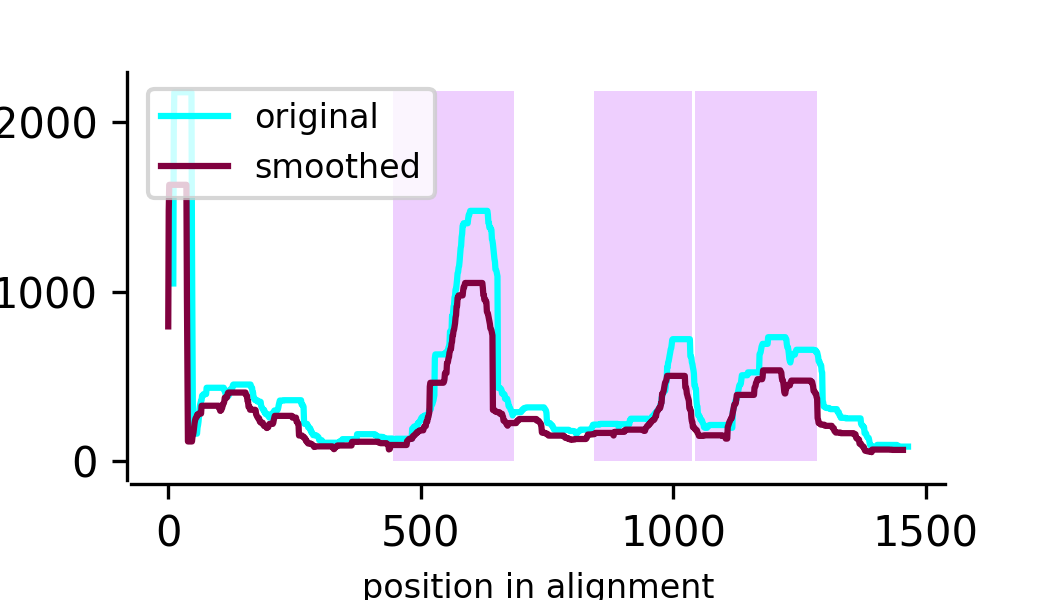 original
smoothed
2000
1000
0
0 500 1000 1500
position in alignment